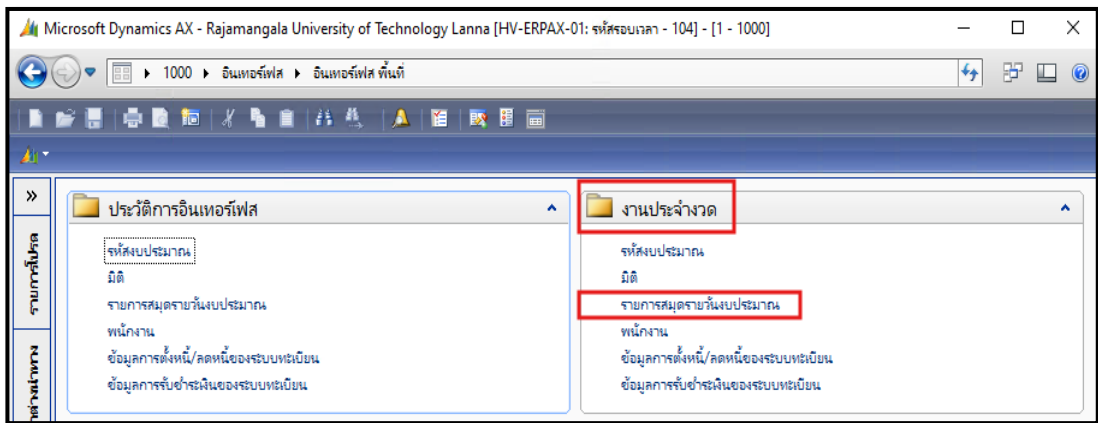 Microsoft Dynamics AX - Rajamangala University of Technology Lanna [HV-ERPAX-01: รหัสรอบเวลา - 104] - [1 - 1000]
1000 อินเทอร์เฟส อินเทอร์เฟส พื้นที่
ประวัติการอินเทอร์เฟส
รหัสงบประมาณ
มิติ
รายการสมุดรายวันงบประมาณ
พนักงาน
ข้อมูลการตั้งหนี้/ลดหนี้ของระบบทะเบียน
ข้อมูลการรับชำระเงินของระบบทะเบียน
งานประจำงวด
รหัสงบประมาณ
มิติ
รายการสมุดรายวันงบประมาณ
พนักงาน
ข้อมูลการตั้งหนี้/ลดหนี้ของระบบทะเบียน
ข้อมูลการรับชำระเงินของระบบทะเบียน
รายการโปรด